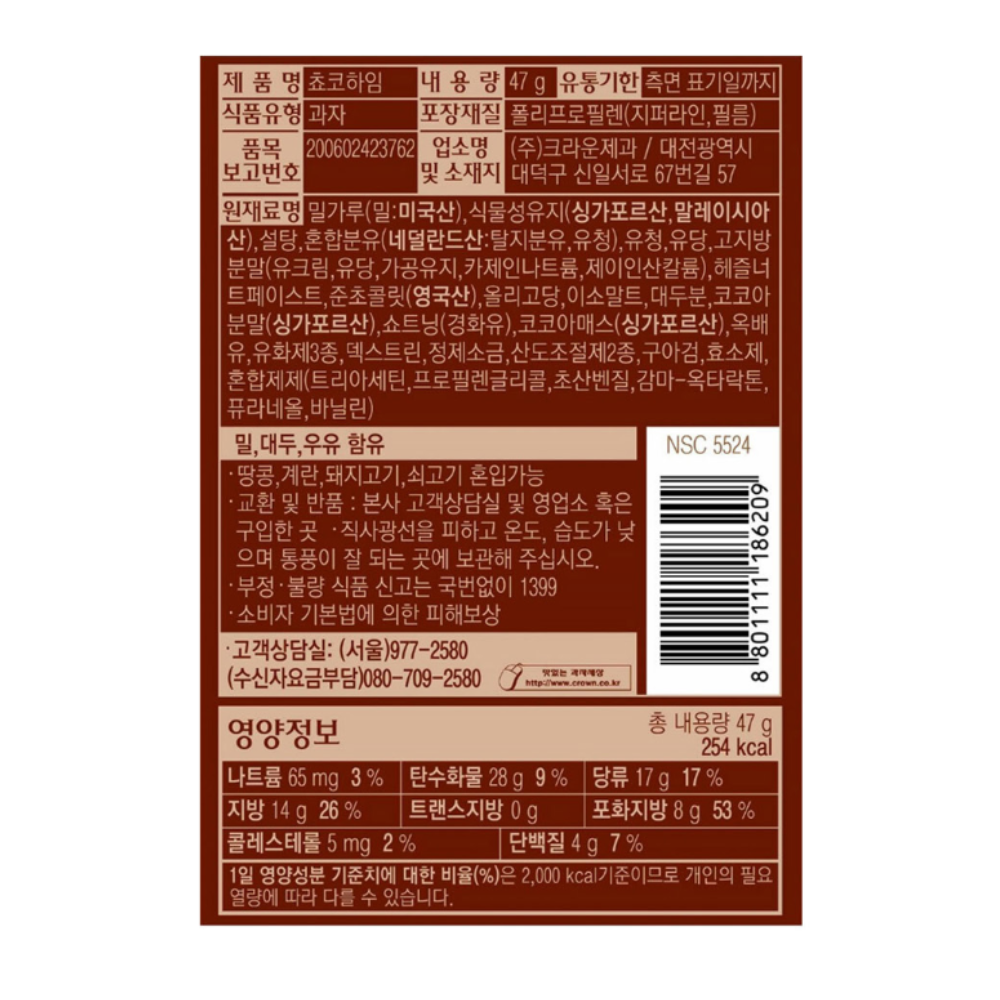 제 품 명 쵸코하임 내 용 량 47 g 유통기한 측면 표기일까지
식품유형 과자 포장재질 폴리프로필렌(지퍼라인,필름)
품목 보고번호 200602423762 업소명 및 소재지 (주)크라운제과 / 대전광역시 대덕구 신일서로 67번길 57
원재료명 밀가루(밀:미국산),식물성유지(싱가포르산,말레이시아
산),설탕,혼합분유(네덜란드산:탈지분유,유청),유청,유당,고지방
분말(유크림,유당,가공유지,카제인나트륨,제이인산칼륨),헤즐너
트페이스트,준초콜릿(영국산),올리고당,이소말트,대두분,코코아
분말(싱가포르산),쇼트닝(경화유),코코아매스(싱가포르산),옥배
유,유화제3종,덱스트린,정제소금,산도조절제2종,구아검,효소제,
혼합제제(트리아세틴,프로필렌글리콜,초산벤질,감마-옥타락톤,
퓨라네올,바닐린)
밀,대두,우유 함유
·땅콩,계란,돼지고기,쇠고기 혼입가능
·교환 및 반품 : 본사 고객상담실 및 영업소 혹은
구입한 곳 ·직사광선을 피하고 온도, 습도가 낮
으며 통풍이 잘 되는 곳에 보관해 주십시오.
·부정·불량 식품 신고는 국번없이 1399
·소비자 기본법에 의한 피해보상
·고객상담실: (서울)977-2580
(수신자요금부담)080-709-2580
맛있는 과자세상
http://www.crown.co.kr
NSC 5524
8 801111 186209
영양정보
총 내용량 47 g
254 kcal
나트륨 65 mg 3 % 탄수화물 28 g 9 % 당류 17 g 17 %
지방 14 g 26 % 트랜스지방 0 g 포화지방 8 g 53 %
콜레스테롤 5 mg 2 % 단백질 4 g 7 %
1일 영양성분 기준치에 대한 비율(%)은 2,000 kcal기준이므로 개인의 필요
열량에 따라 다를 수 있습니다.